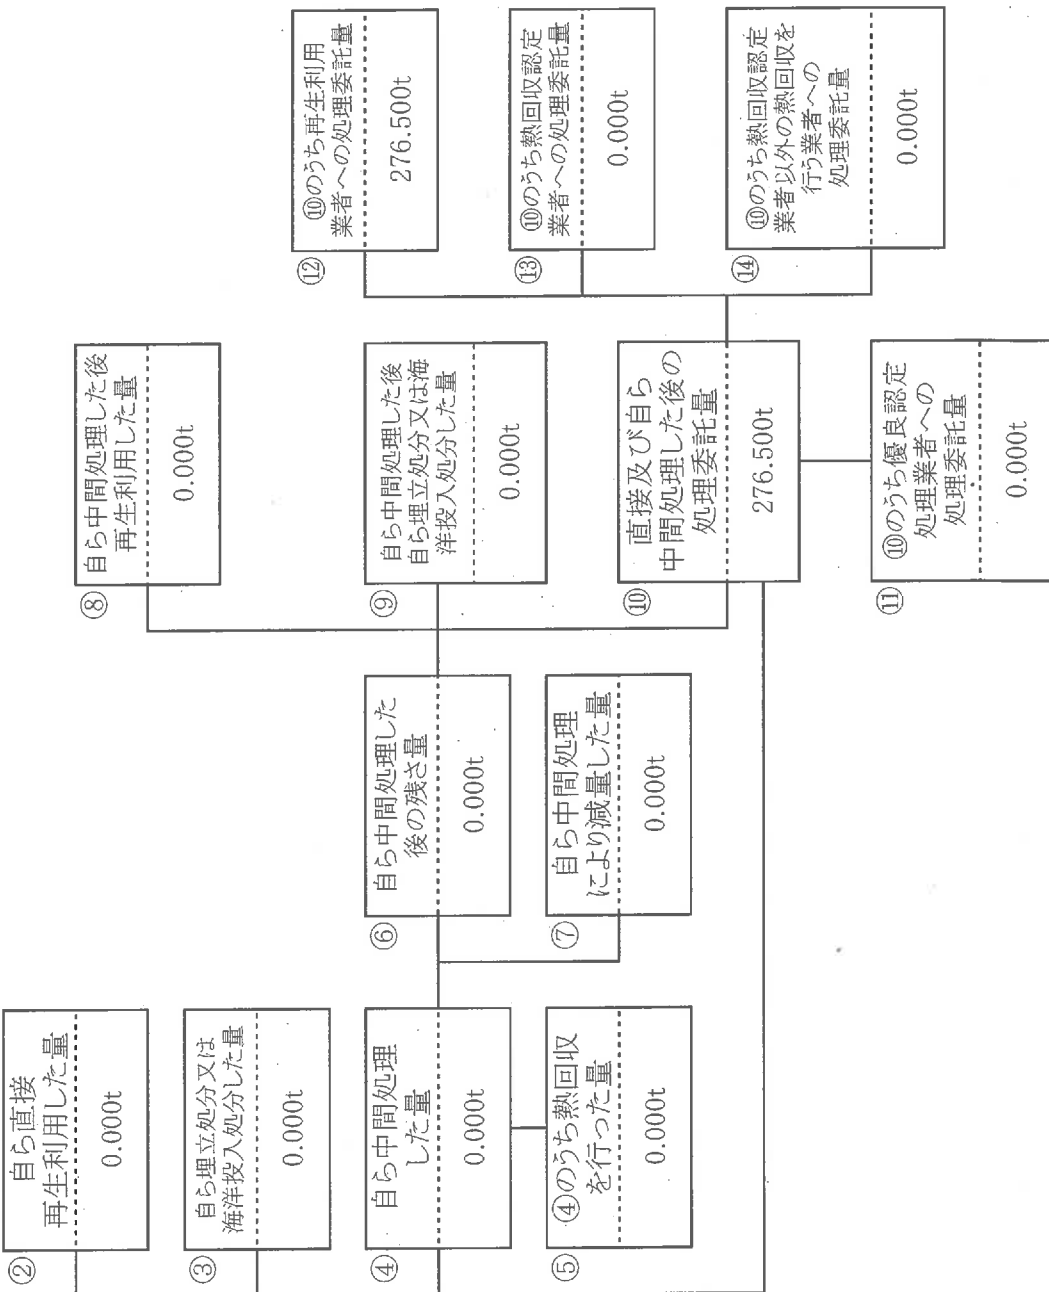 ②
自ら直接
再生利用した量
0.000t
③
自ら埋立処分又は
海洋投入処分した量
0.000t
④
自ら中間処理
した量
0.000t
⑤
④のうち熱回収
を行った量
0.000t
⑥
自ら中間処理した
後の残さ量
0.000t
⑦
自ら中間処理
により減量した量
0.000t
⑧
自ら中間処理した後
再生利用した量
0.000t
⑨
自ら中間処理した後
自ら埋立処分又は海
洋投入処分した量
0.000t
⑩
直接及び自ら
中間処理した後の
処理委託量
276.500t
⑪
⑩のうち優良認定
処理業者への
処理委託量
0.000t
⑫
⑩のうち再生利用
業者への処理委託量
276.500t
⑬
⑩のうち熱回収認定
業者への処理委託量
0.000t
⑭
⑩のうち熱回収認定
業者以外の熱回収を
行う業者への
処理委託量
0.000t